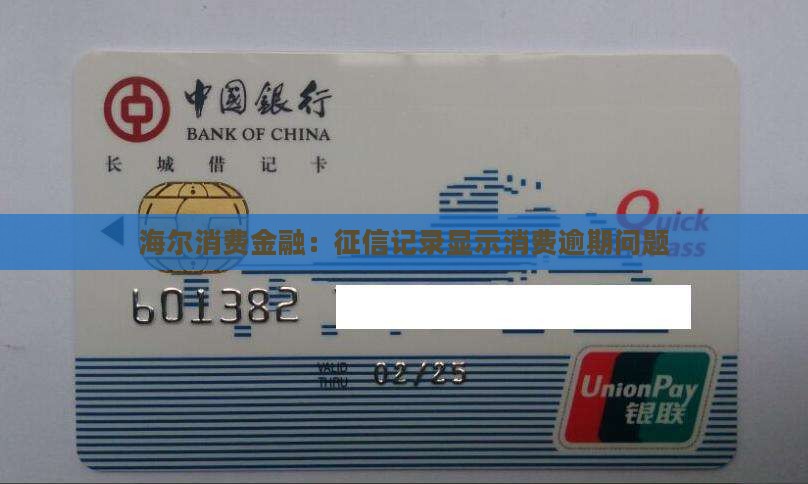 中國銀行
BANK OF CHINA
长城借记卡
Quick
Pass
海尔消费金融：征信记录显示消费逾期问题
601382
VALID
THRU
02/25
UnionPay
银联